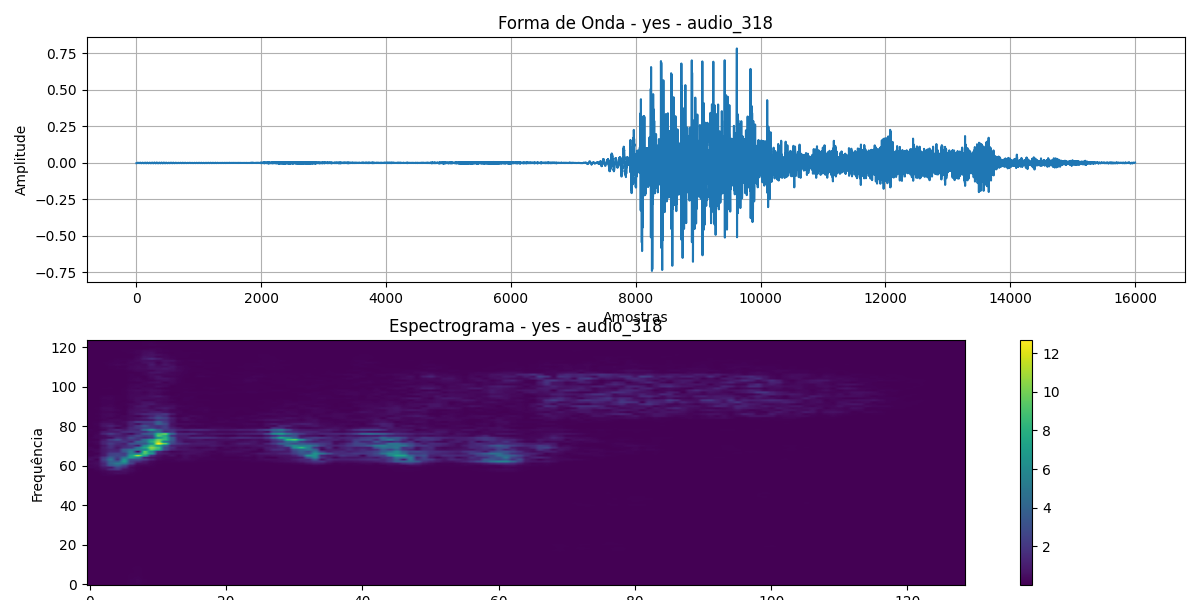 Forma de Onda - yes - audio_318
0.75
0.50
0.25
0.00
−0.25
−0.50
−0.75
Amplitude
0 2000 4000 6000 8000 10000 12000 14000 16000
Amostras
Espectrograma - yes - audio_318
120
100
80
60
40
20
0
Frequência
0 20 40 60 80 100 120
12
10
8
6
4
2